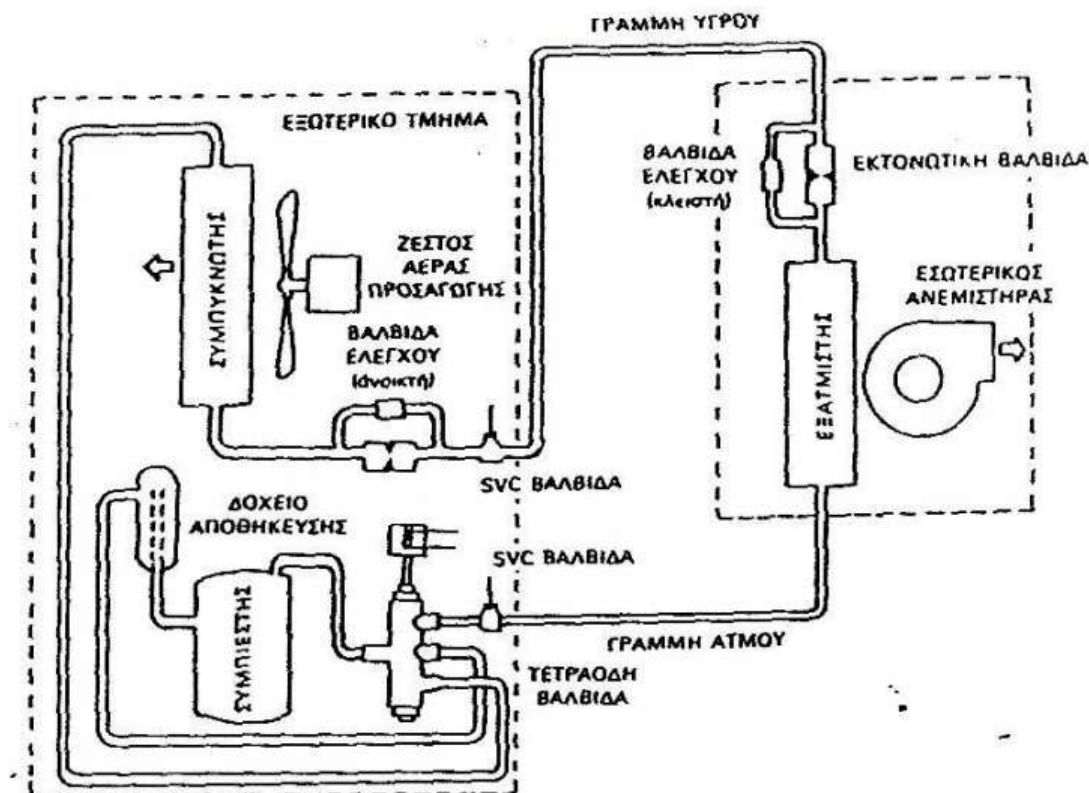 ΓΡΑΜΜΗ ΥΓΡΟΥ
ΕΞΩΤΕΡΙΚΟ ΤΜΗΜΑ
ΣΥΜΠΥΚΝΩΤΗΣ
ΖΕΣΤΟΣ
ΑΕΡΑΣ
ΠΡΟΣΑΓΩΓΗΣ
ΒΑΛΒΙΔΑ
ΕΛΕΓΧΟΥ
(ανοικτή)
ΒΑΛΒΙΔΑ
ΕΛΕΓΧΟΥ
(κλειστή)
ΕΚΤΟΝΩΤΙΚΗ ΒΑΛΒΙΔΑ
ΕΞΑΤΜΙΣΤΗΣ
ΕΣΩΤΕΡΙΚΟΣ
ΑΝΕΜΙΣΤΗΡΑΣ
SVC ΒΑΛΒΙΔΑ
ΔΟΧΕΙΟ
ΑΠΟΘΗΚΕΥΣΗΣ
SVC ΒΑΛΒΙΔΑ
ΣΥΜΠΙΕΣΤΗΣ
ΓΡΑΜΜΗ ΑΤΜΟΥ
ΤΕΤΡΑΟΔΗ
ΒΑΛΒΙΔΑ